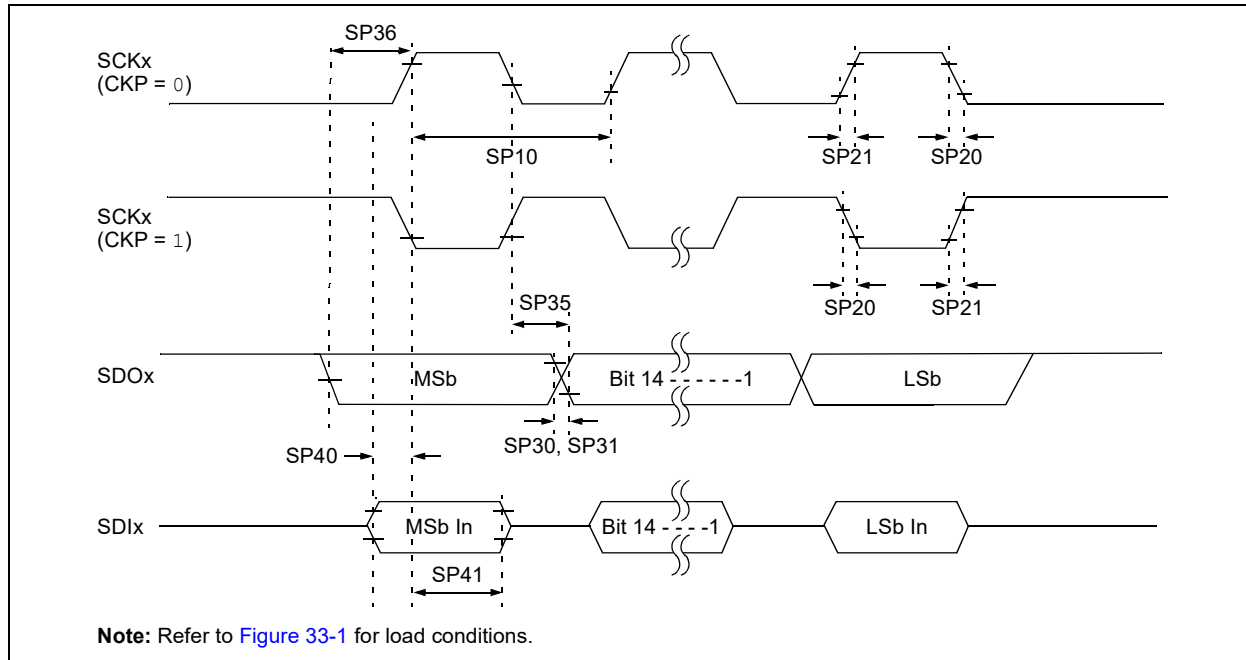 SP36
SCKx
(CKP = 0)
SP10
SP21
SP20
SCKx
(CKP = 1)
SP35
SP20
SP21
SDOx
MSb
Bit 14 - - - - - -1
LSb
SP30, SP31
SP40
SDIx
MSb In
Bit 14 - - - -1
LSb In
SP41
Note: Refer to Figure 33-1 for load conditions.